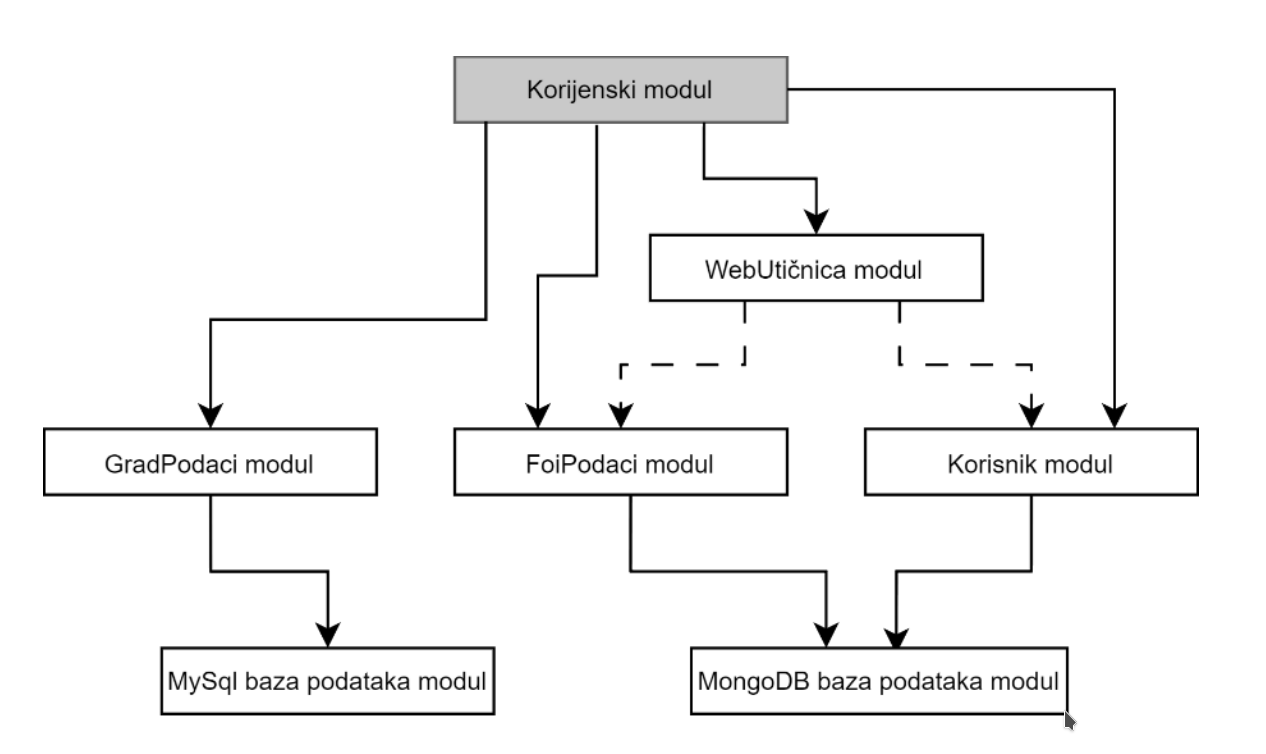 Korijenski modul
WebUtičnica modul
GradPodaci modul
FoiPodaci modul
Korisnik modul
MySql baza podataka modul
MongoDB baza podataka modul